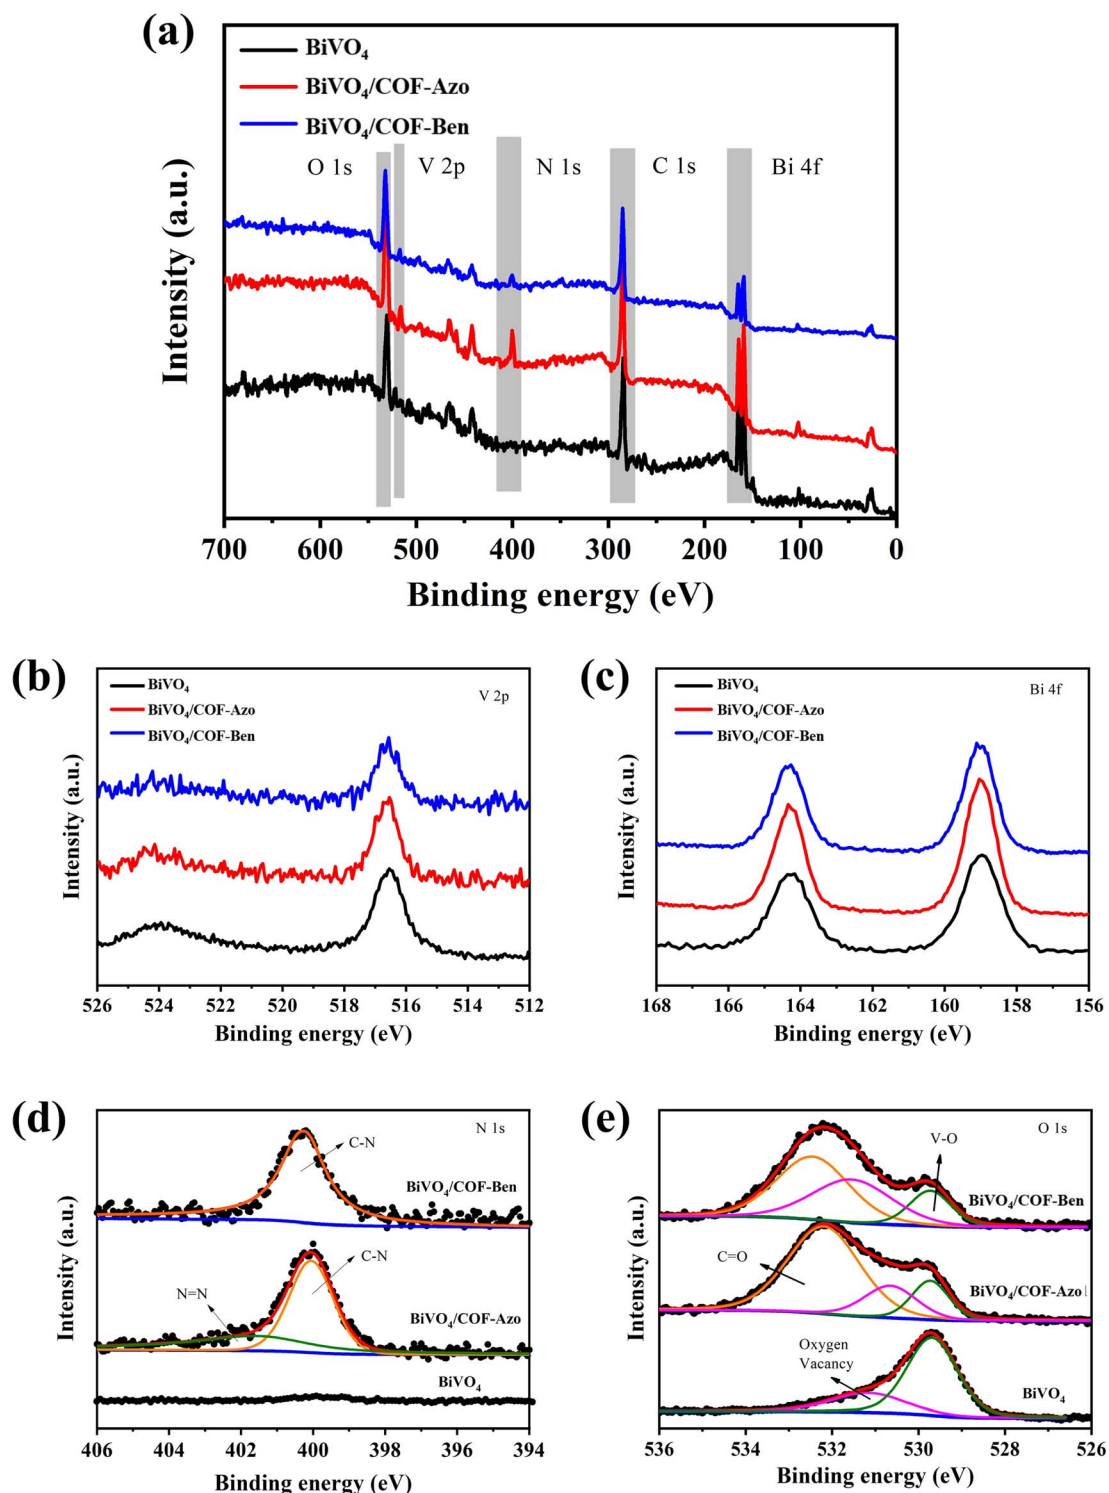 (a)
BiVO₄
BiVO₄/COF-Azo
BiVO₄/COF-Ben
O 1s V 2p N 1s C 1s Bi 4f
Intensity (a.u.)
700 600 500 400 300 200 100 0
Binding energy (eV)
(b)
BiVO₄
BiVO₄/COF-Azo
BiVO₄/COF-Ben
V 2p
Intensity (a.u.)
526 524 522 520 518 516 514 512
Binding energy (eV)
(c)
BiVO₄
BiVO₄/COF-Azo
BiVO₄/COF-Ben
Bi 4f
Intensity (a.u.)
168 166 164 162 160 158 156
Binding energy (eV)
(d)
N 1s
C-N
BiVO₄/COF-Ben
C-N
N=N
BiVO₄/COF-Azo
BiVO₄
Intensity (a.u.)
406 404 402 400 398 396 394
Binding energy (eV)
(e)
O 1s
V-O
BiVO₄/COF-Ben
C=O
BiVO₄/COF-Azo
Oxygen
Vacancy
BiVO₄
Intensity (a.u.)
536 534 532 530 528 526
Binding energy (eV)